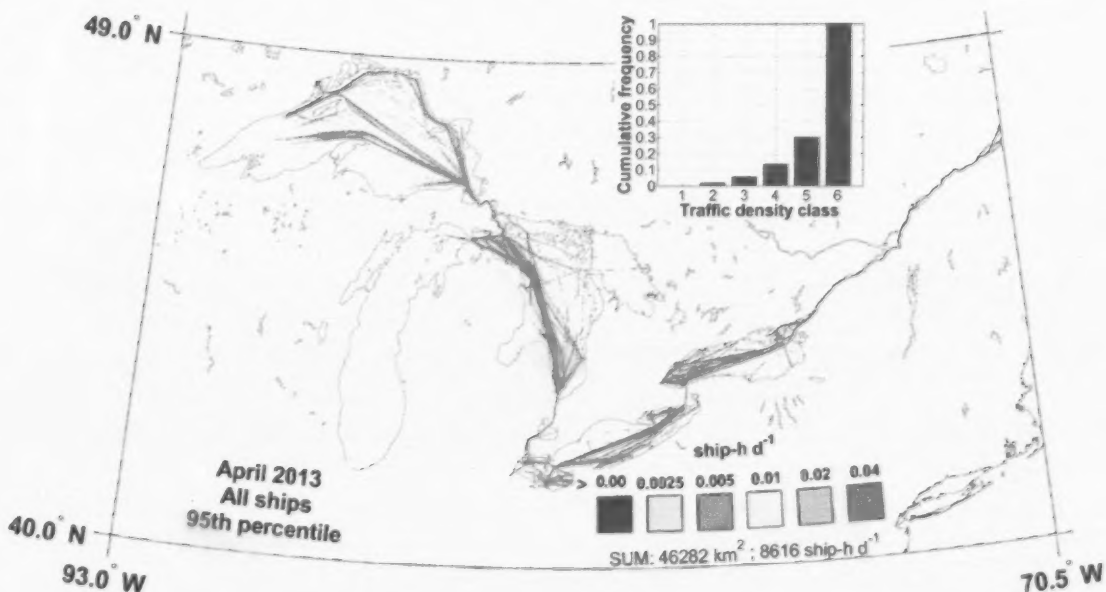 49.0° N
Cumulative frequency
1
0.9
0.8
0.7
0.6
0.5
0.4
0.3
0.2
0.1
0
1 2 3 4 5 6
Traffic density class
April 2013
All ships
95th percentile
ship-h d⁻¹
> 0.00 0.0025 0.005 0.01 0.02 0.04
SUM: 46282 km² ; 8616 ship-h d⁻¹
40.0° N
93.0° W
70.5° W